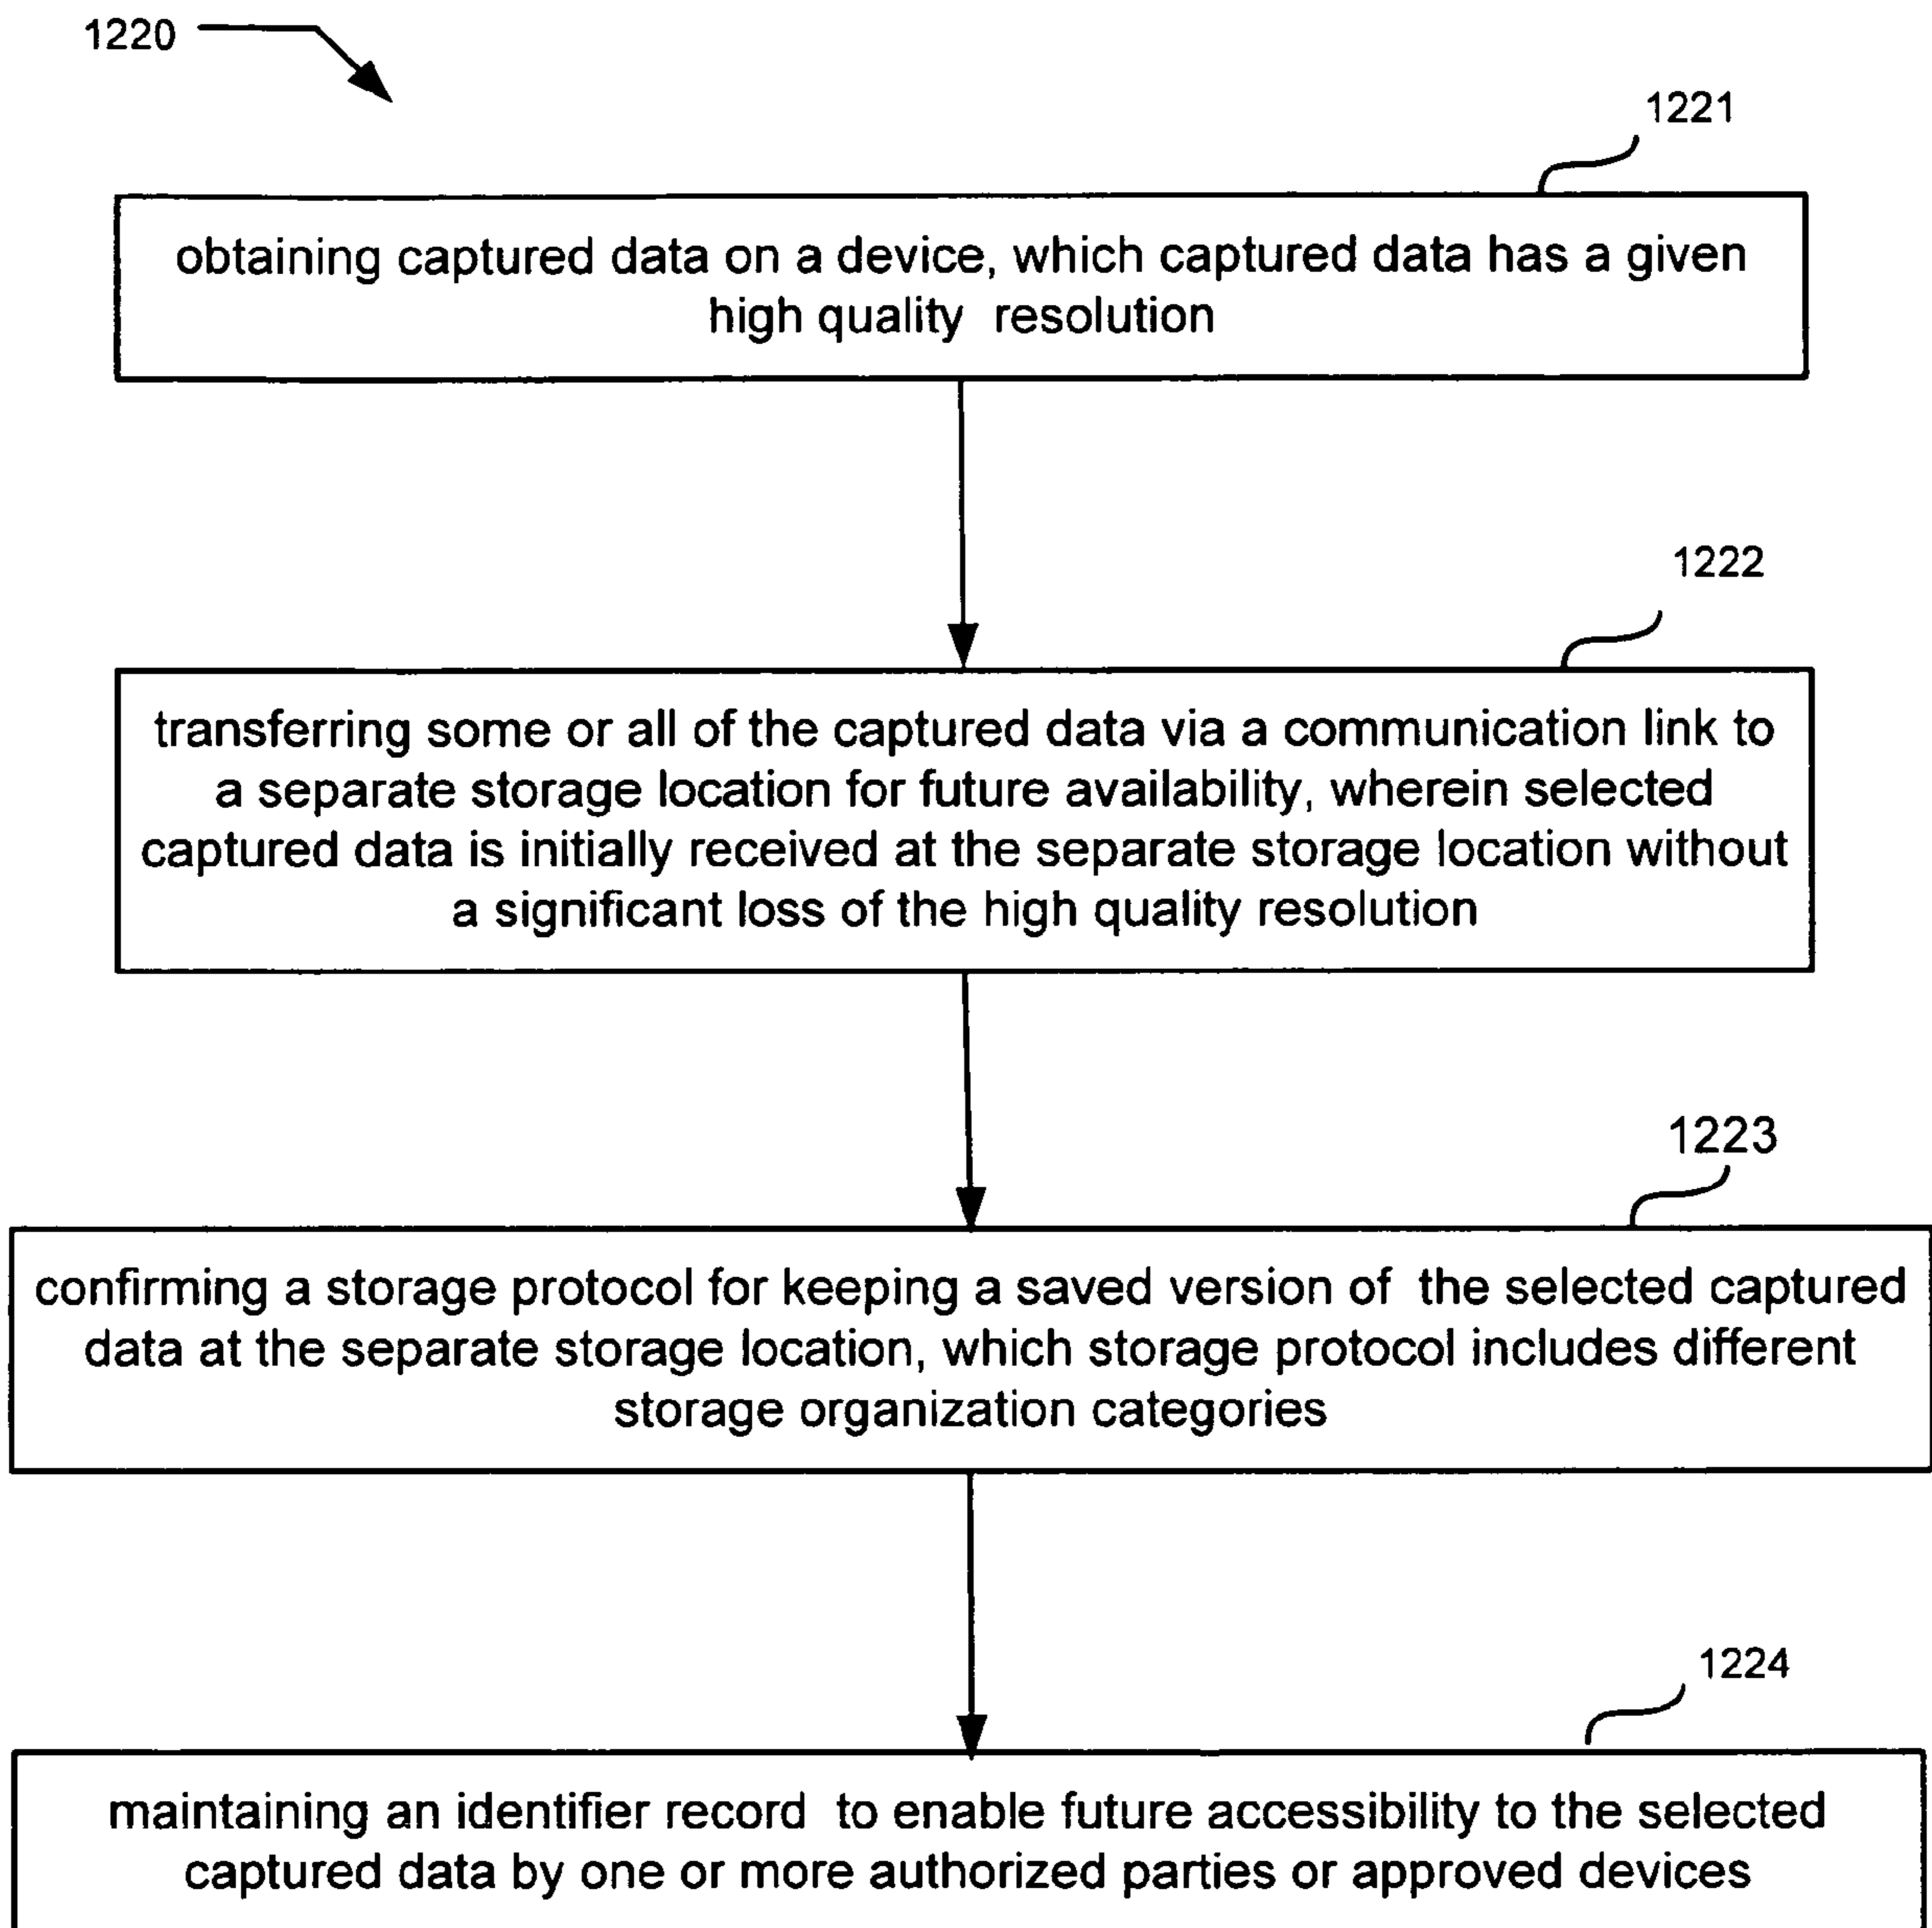 1220
1221
obtaining captured data on a device, which captured data has a given
high quality resolution
1222
transferring some or all of the captured data via a communication link to
a separate storage location for future availability, wherein selected
captured data is initially received at the separate storage location without
a significant loss of the high quality resolution
1223
confirming a storage protocol for keeping a saved version of the selected captured
data at the separate storage location, which storage protocol includes different
storage organization categories
1224
maintaining an identifier record to enable future accessibility to the selected
captured data by one or more authorized parties or approved devices